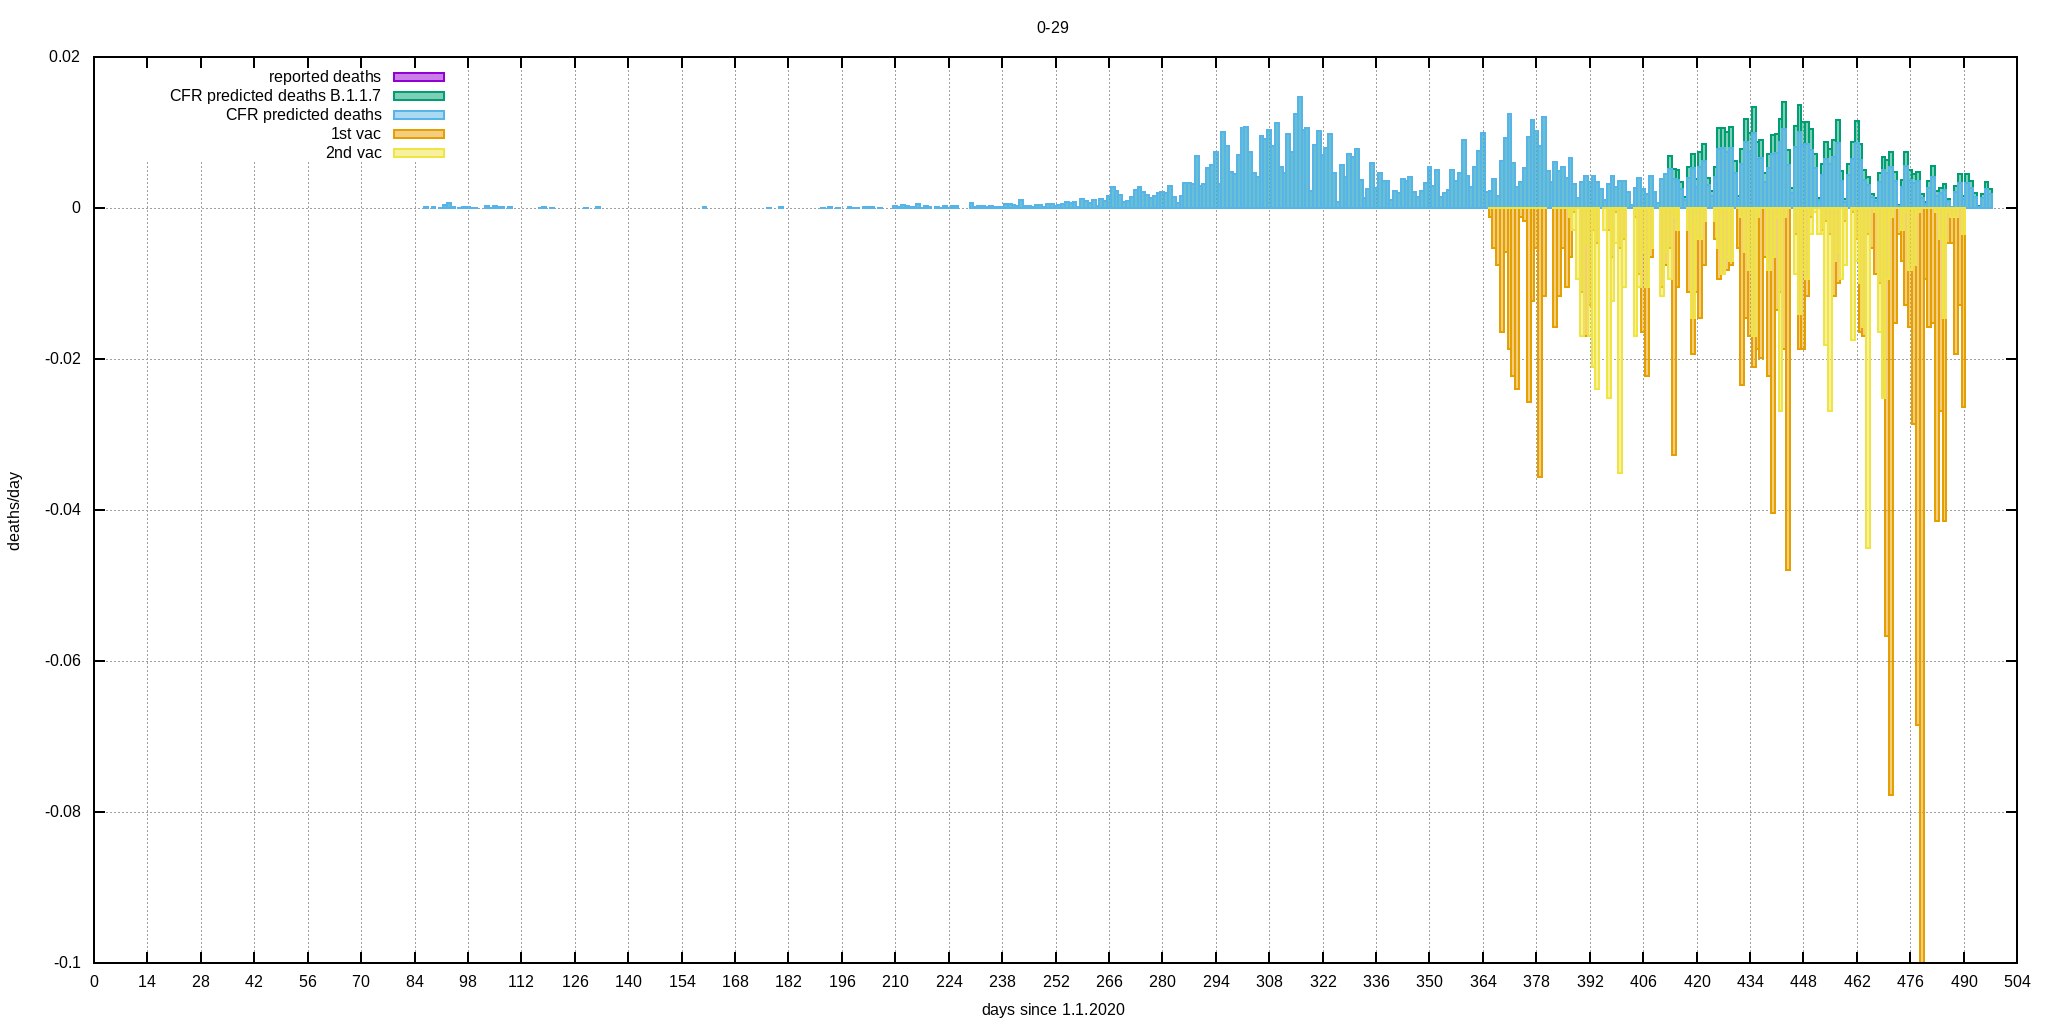 0-29
0.02
0
-0.02
-0.04
-0.06
-0.08
-0.1
deaths/day
reported deaths
CFR predicted deaths B.1.1.7
CFR predicted deaths
1st vac
2nd vac
0 14 28 42 56 70 84 98 112 126 140 154 168 182 196 210 224 238 252 266 280 294 308 322 336 350 364 378 392 406 420 434 448 462 476 490 504
days since 1.1.2020